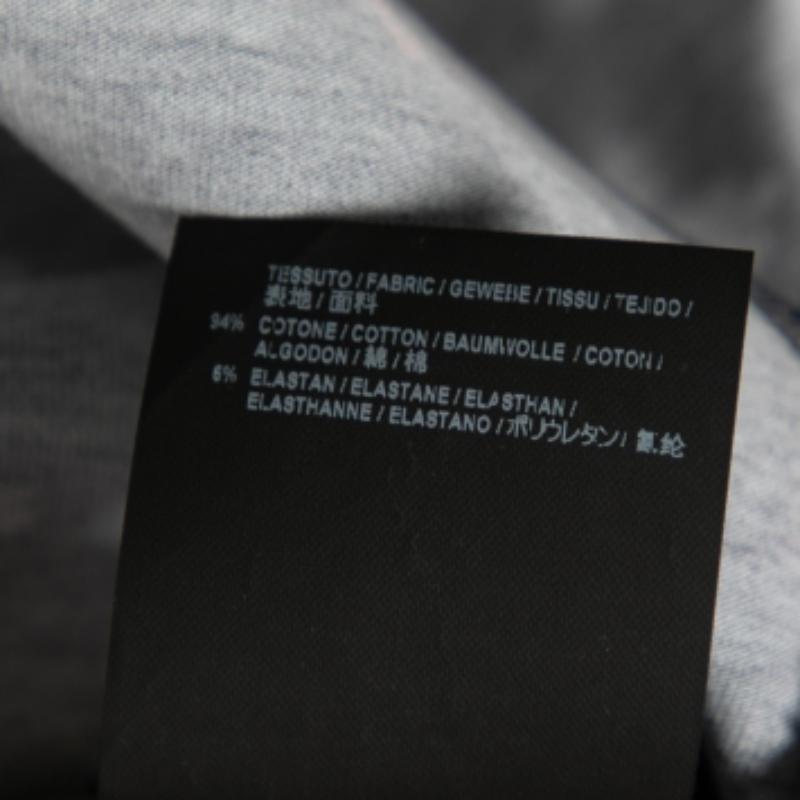 TESSUTO / FABRIC / GEWEBE / TISSU / TEJIDO /
表地 / 面料
94% COTONE / COTTON / BAUMWOLLE / COTON /
ALGODON / 綿 / 棉
6% ELASTAN / ELASTANE / ELASTHAN /
ELASTHANNE / ELASTANO / ポリウレタン / 氨纶